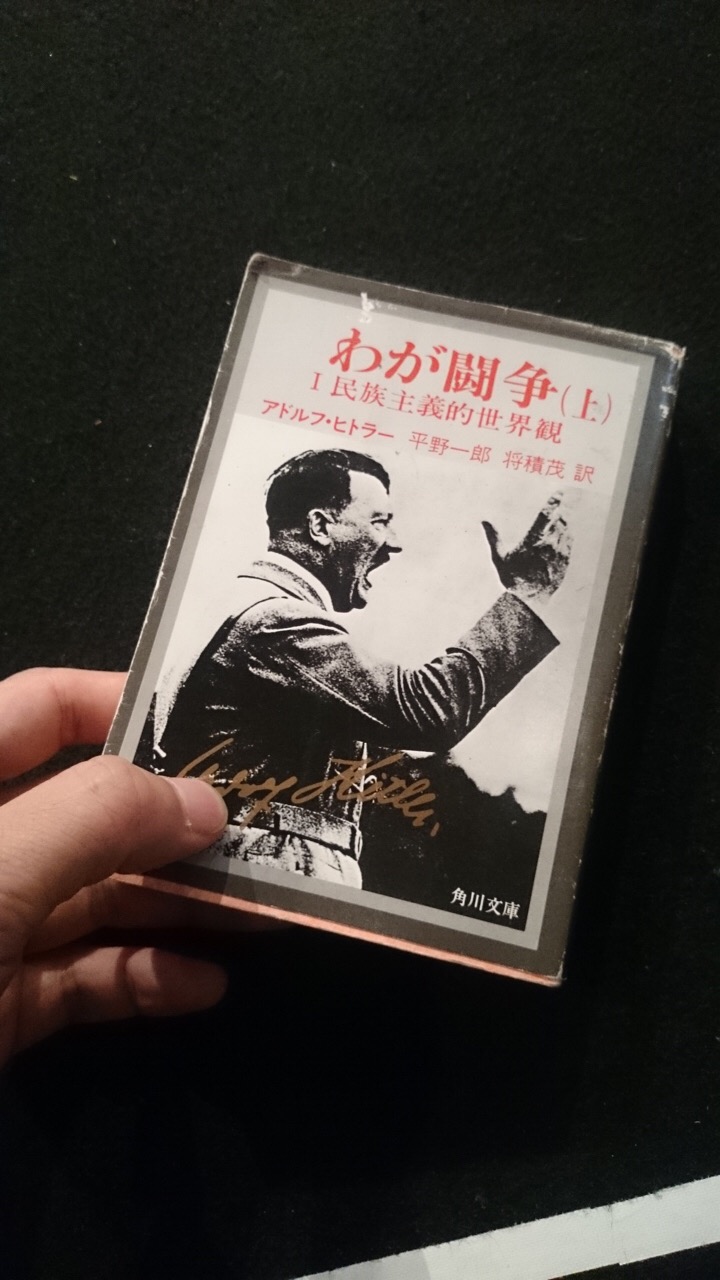 わが闘争(上)
I 民族主義的世界観
アドルフ・ヒトラー 平野一郎 将積茂 訳
Hitler
角川文庫